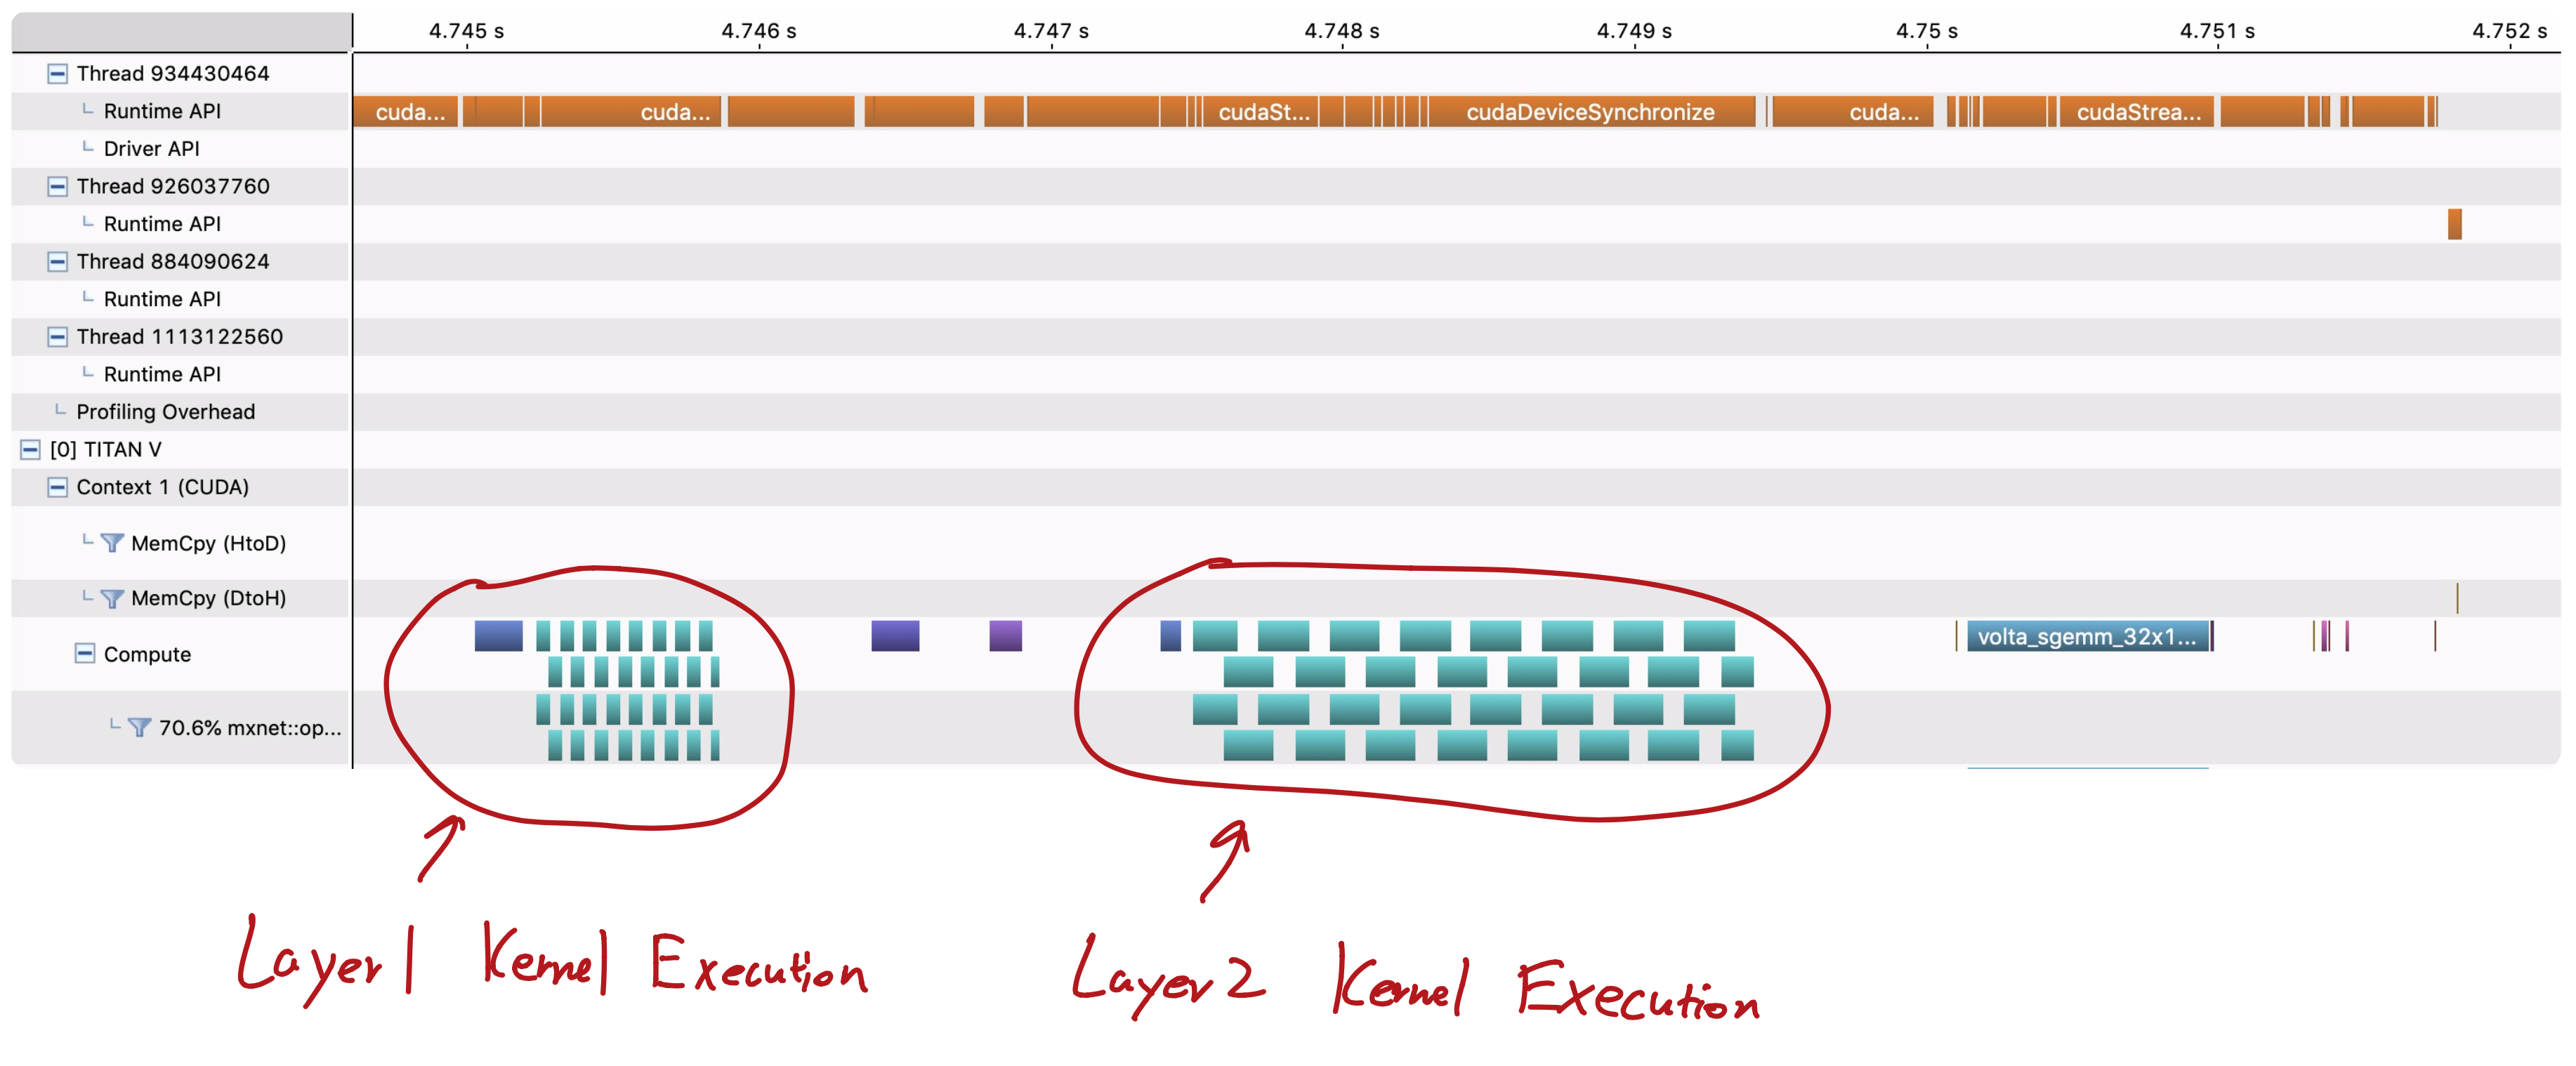 4.745 s 4.746 s 4.747 s 4.748 s 4.749 s 4.75 s 4.751 s 4.752 s
Thread 934430464
Runtime API cuda... cuda... cudaSt... cudaDeviceSynchronize cuda... cudaStrea...
Driver API
Thread 926037760
Runtime API
Thread 884090624
Runtime API
Thread 1113122560
Runtime API
Profiling Overhead
[0] TITAN V
Context 1 (CUDA)
MemCpy (HtoD)
MemCpy (DtoH)
Compute volta_sgemm_32x1...
70.6% mxnet::op...
Layer 1 Kernel Execution
Layer 2 Kernel Execution